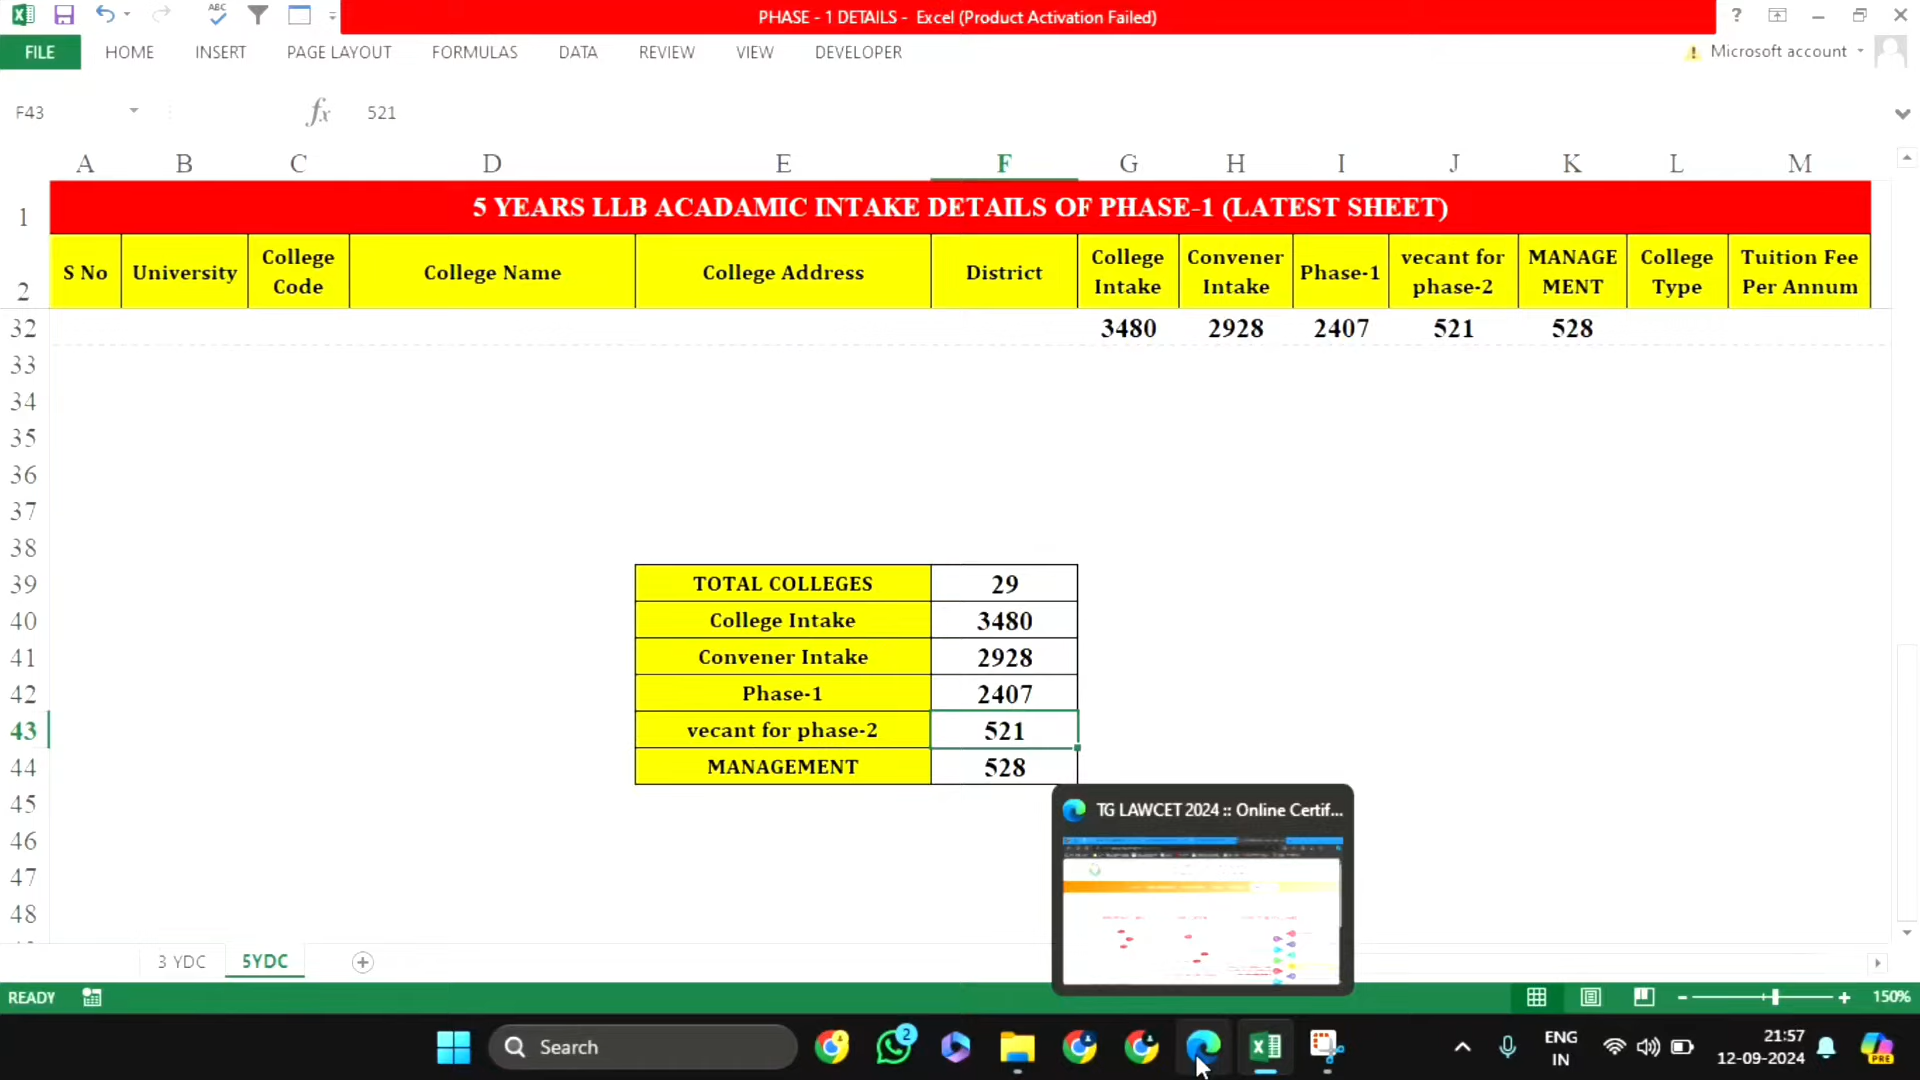 ABC
PHASE - 1 DETAILS - Excel (Product Activation Failed)
?
FILE HOME INSERT PAGE LAYOUT FORMULAS DATA REVIEW VIEW DEVELOPER
Microsoft account
F43 fx 521
A B C D E F G H I J K L M
1 5 YEARS LLB ACADAMIC INTAKE DETAILS OF PHASE-1 (LATEST SHEET)
2 S No University College Code College Name College Address District College Intake Convener Intake Phase-1 vecant for phase-2 MANAGE MENT College Type Tuition Fee Per Annum
32 3480 2928 2407 521 528
33
34
35
36
37
38
39 TOTAL COLLEGES 29
40 College Intake 3480
41 Convener Intake 2928
42 Phase-1 2407
43 vecant for phase-2 521
44 MANAGEMENT 528
45
46
47
48
TG LAWCET 2024 :: Online Certif...
3 YDC 5YDC
READY 150%
Search
2
ENG
IN
21:57
12-09-2024
PRE